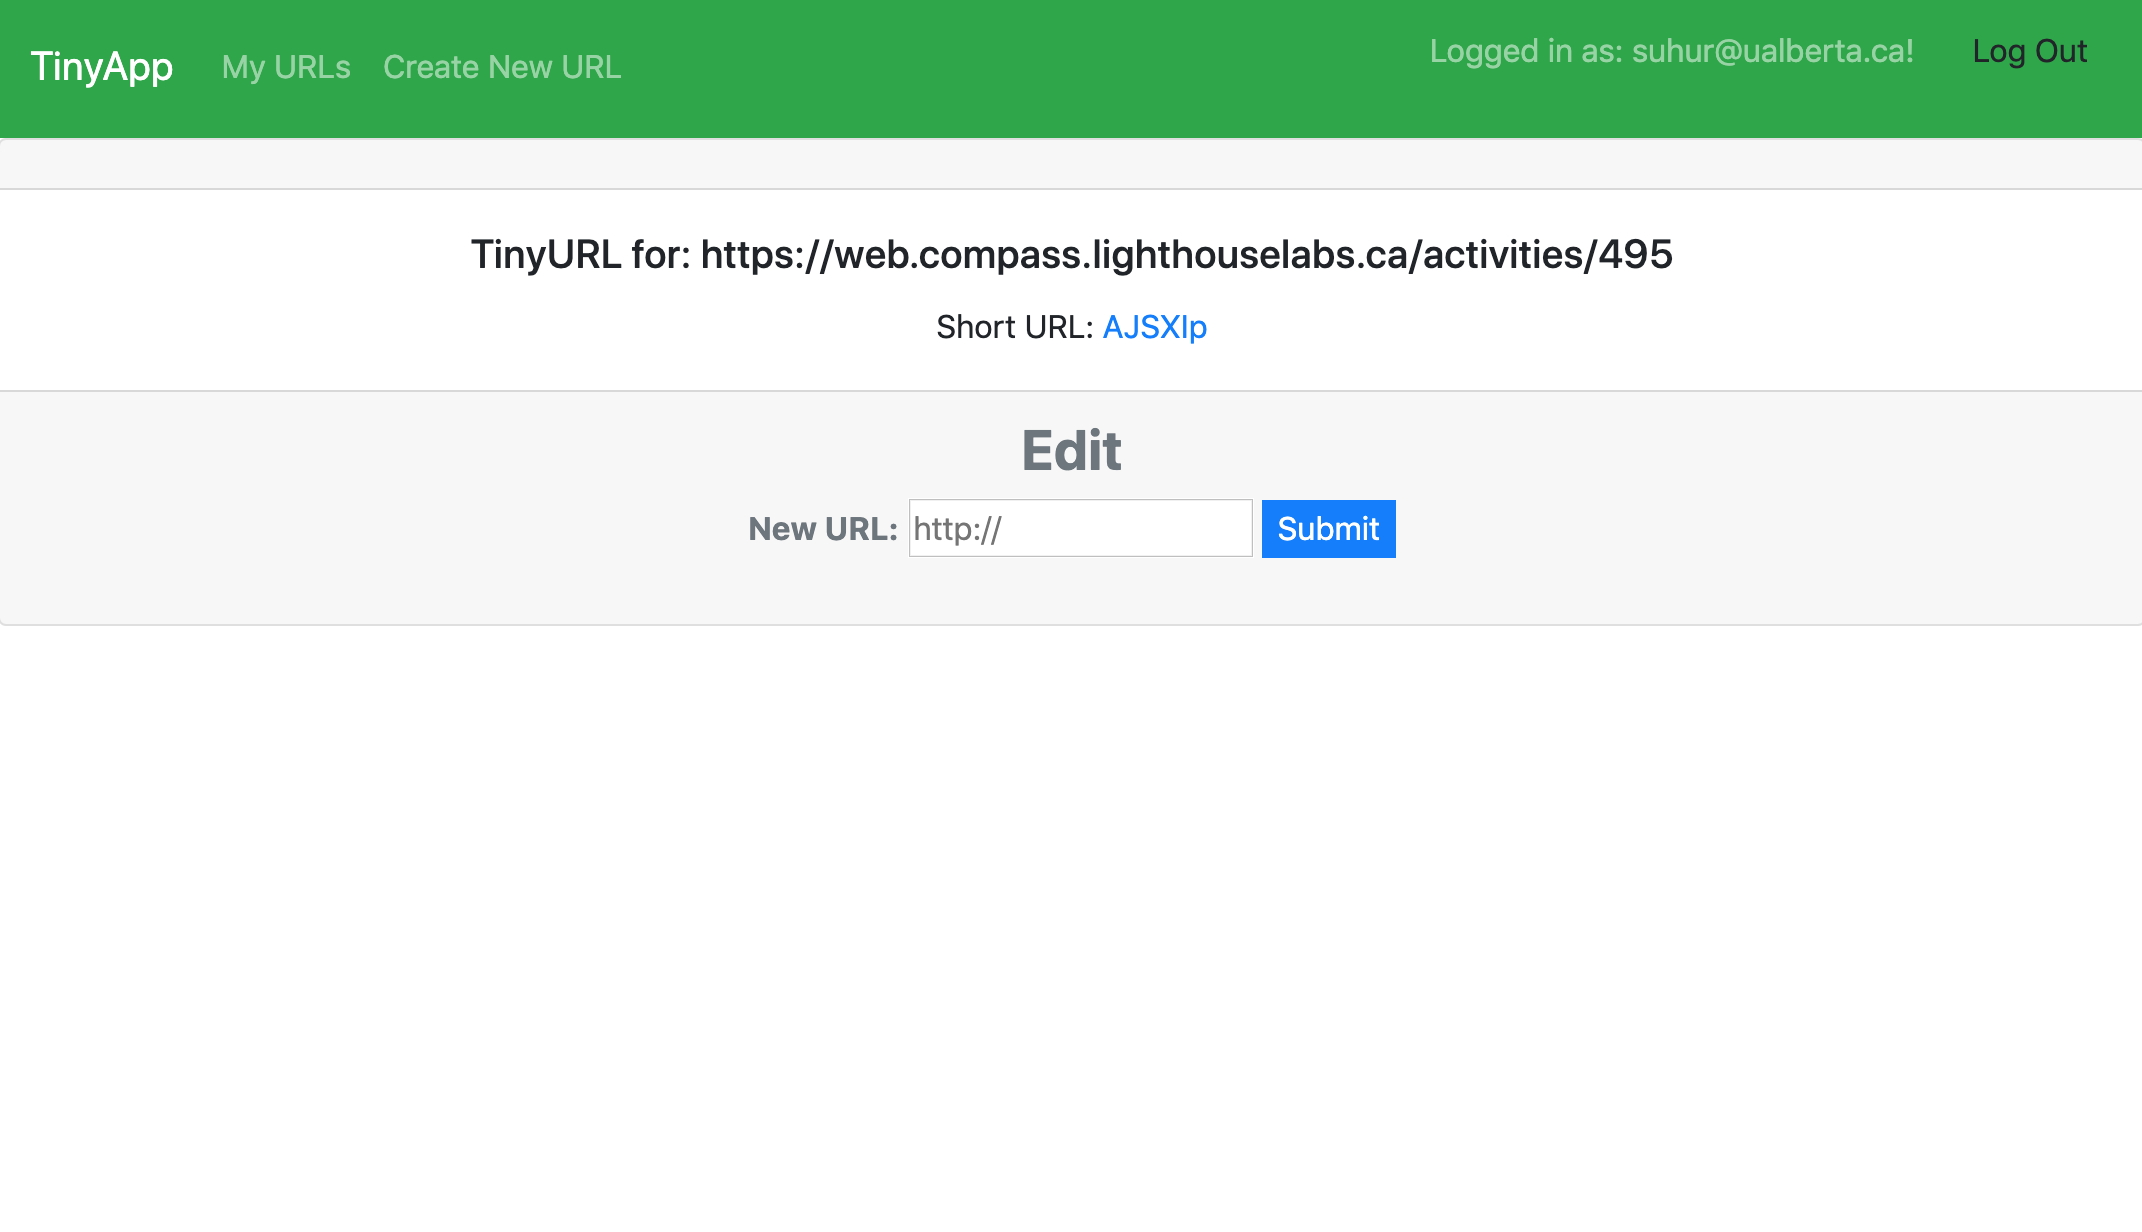 TinyApp My URLs Create New URL Logged in as: suhur@ualberta.ca! Log Out
TinyURL for: https://web.compass.lighthouselabs.ca/activities/495
Short URL: AJSXIp
Edit
New URL: http:// Submit